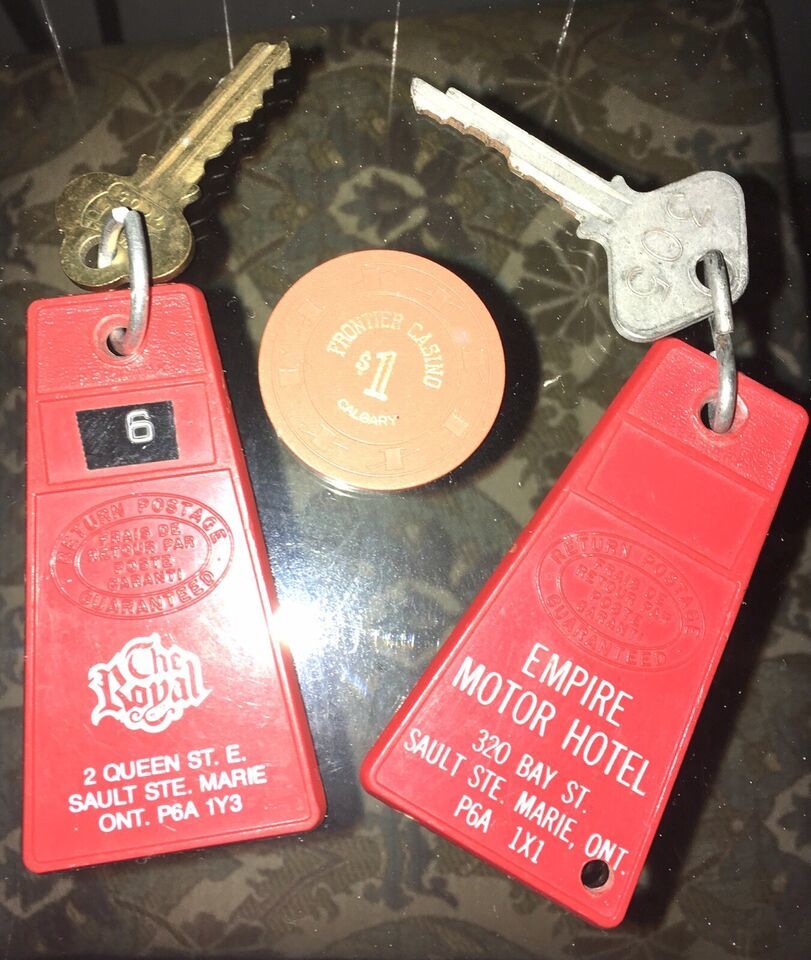 6
RETURN POSTAGE
FRAIS DE
RETOUR PAR
POSTE
GARANTI
GUARANTEED
The
Royal
2 QUEEN ST. E.
SAULT STE. MARIE
ONT. P6A 1Y3
FRONTIER CASINO
$1
CALGARY
305
RETURN POSTAGE
FRAIS DE
RETOUR PAR
POSTE
GARANTI
GUARANTEED
EMPIRE
MOTOR HOTEL
320 BAY ST.
SAULT STE. MARIE, ONT.
P6A 1X1